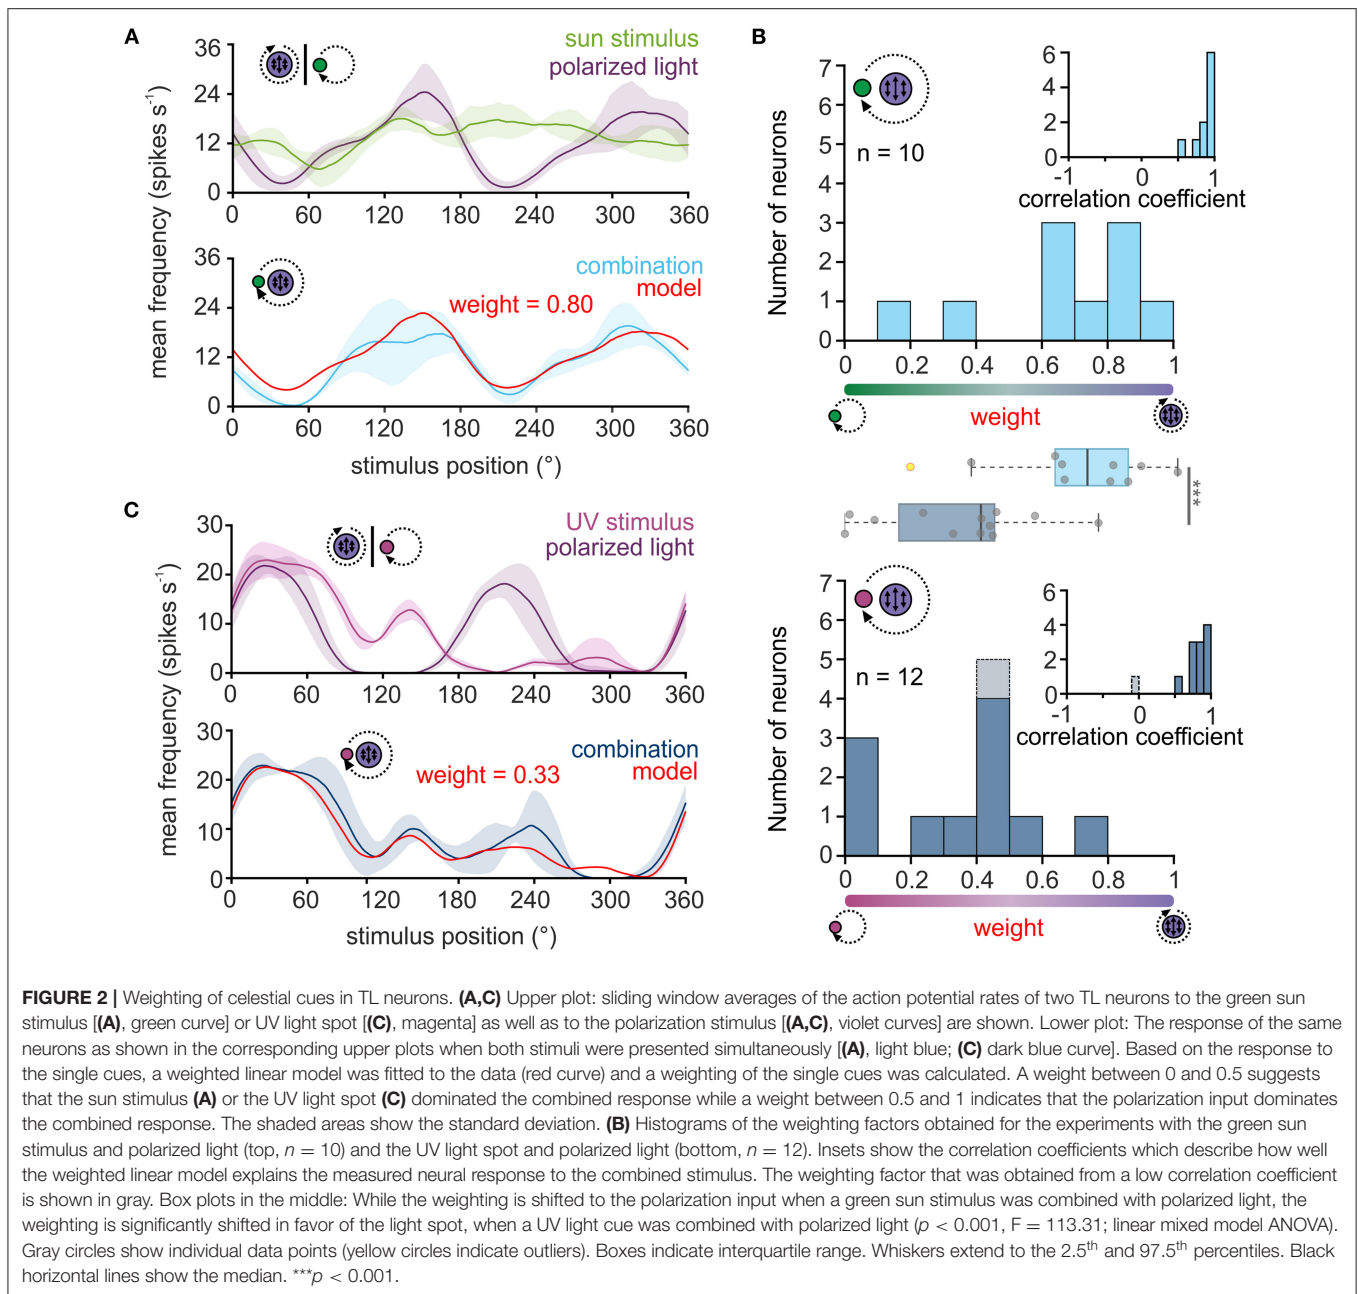 A
36
24
12
0
mean frequency (spikes s-1)
sun stimulus
polarized light
0 60 120 180 240 300 360
36
24
12
0
combination
model
weight = 0.80
0 60 120 180 240 300 360
stimulus position (°)
B
7
6
5
4
3
2
1
0
Number of neurons
n = 10
6
4
2
0
-1 0 1
correlation coefficient
0 0.2 0.4 0.6 0.8 1
weight
***
7
6
5
4
3
2
1
0
Number of neurons
n = 12
6
4
2
0
-1 0 1
correlation coefficient
0 0.2 0.4 0.6 0.8 1
weight
C
30
20
10
0
mean frequency (spikes s-1)
UV stimulus
polarized light
0 60 120 180 240 300 360
30
20
10
0
combination
model
weight = 0.33
0 60 110 180 240 300 360
stimulus position (°)
FIGURE 2 | Weighting of celestial cues in TL neurons. (A,C) Upper plot: sliding window averages of the action potential rates of two TL neurons to the green sun
stimulus [(A), green curve] or UV light spot [(C), magenta] as well as to the polarization stimulus [(A,C), violet curves] are shown. Lower plot: The response of the same
neurons as shown in the corresponding upper plots when both stimuli were presented simultaneously [(A), light blue; (C) dark blue curve]. Based on the response to
the single cues, a weighted linear model was fitted to the data (red curve) and a weighting of the single cues was calculated. A weight between 0 and 0.5 suggests
that the sun stimulus (A) or the UV light spot (C) dominated the combined response while a weight between 0.5 and 1 indicates that the polarization input dominates
the combined response. The shaded areas show the standard deviation. (B) Histograms of the weighting factors obtained for the experiments with the green sun
stimulus and polarized light (top, n = 10) and the UV light spot and polarized light (bottom, n = 12). Insets show the correlation coefficients which describe how well
the weighted linear model explains the measured neural response to the combined stimulus. The weighting factor that was obtained from a low correlation coefficient
is shown in gray. Box plots in the middle: While the weighting is shifted to the polarization input when a green sun stimulus was combined with polarized light, the
weighting is significantly shifted in favor of the light spot, when a UV light cue was combined with polarized light (p < 0.001, F = 113.31; linear mixed model ANOVA).
Gray circles show individual data points (yellow circles indicate outliers). Boxes indicate interquartile range. Whiskers extend to the 2.5th and 97.5th percentiles. Black
horizontal lines show the median. ***p < 0.001.